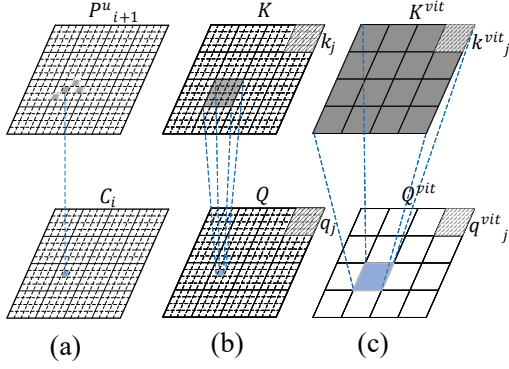 P^u_{i+1} K K^{vit}
k_j k^{vit}_j
C_i Q Q^{vit}
q_j q^{vit}_j
(a) (b) (c)